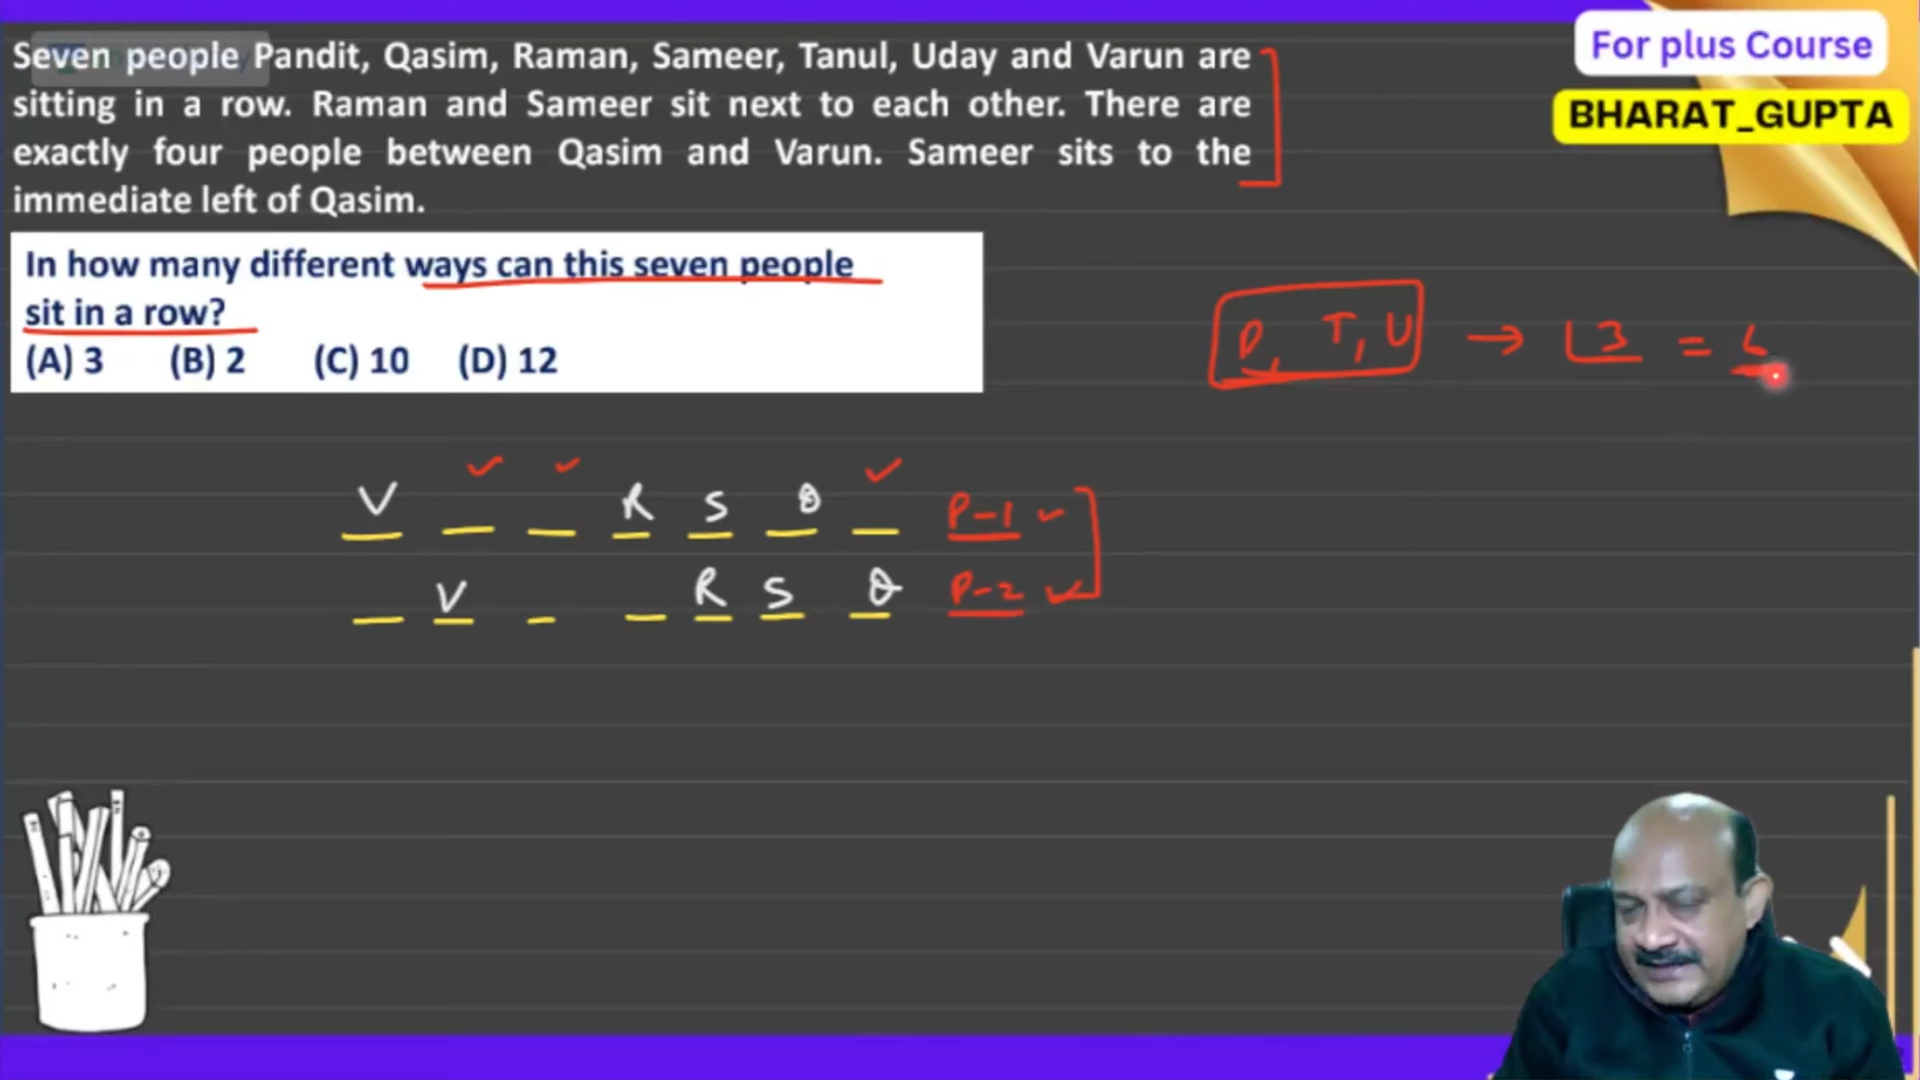 Seven people Pandit, Qasim, Raman, Sameer, Tanul, Uday and Varun are
sitting in a row. Raman and Sameer sit next to each other. There are
exactly four people between Qasim and Varun. Sameer sits to the
immediate left of Qasim.
For plus Course
BHARAT_GUPTA
In how many different ways can this seven people
sit in a row?
(A) 3 (B) 2 (C) 10 (D) 12
P, T, U → 3 = 6
V R S Q P-1
V R S Q P-2